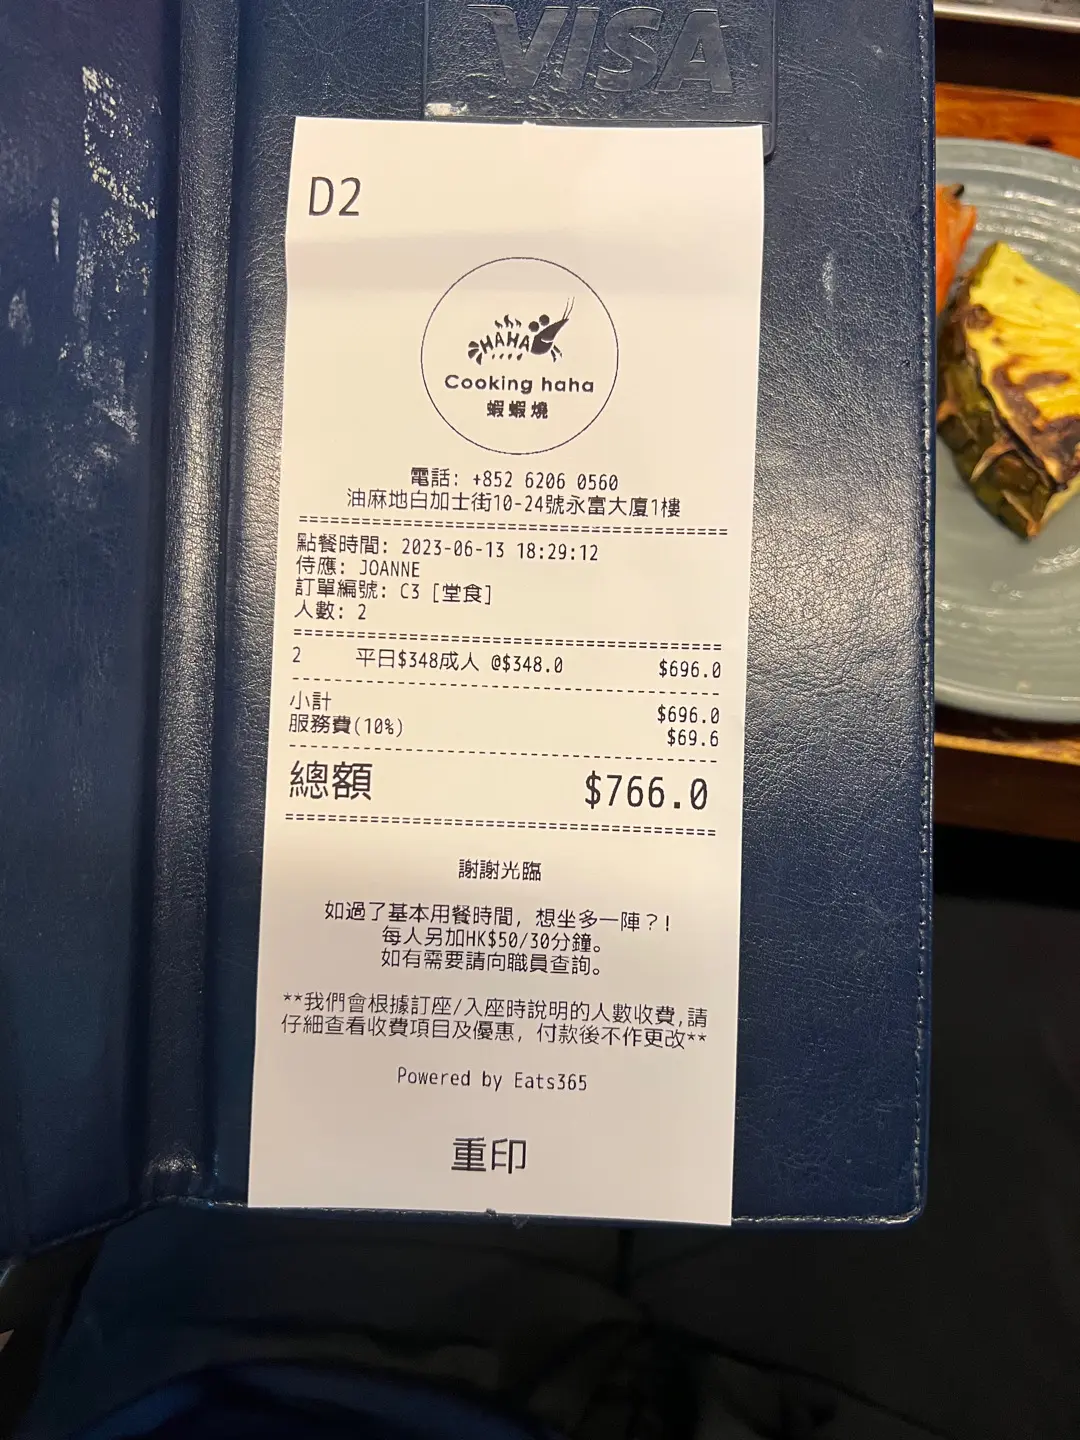 VISA
D2
HAHA
Cooking haha
蝦蝦燒
電話: +852 6206 0560
油麻地白加士街10-24號永富大廈1樓
點餐時間: 2023-06-13 18:29:12
侍應: JOANNE
訂單編號: C3 [堂食]
人數: 2
2 平日$348成人 @$348.0 $696.0
小計 $696.0
服務費(10%) $69.6
總額 $766.0
謝謝光臨
如過了基本用餐時間, 想坐多一陣?!
每人另加HK$50/30分鐘。
如有需要請向職員查詢。
**我們會根據訂座/入座時說明的人數收費,請
仔細查看收費項目及優惠, 付款後不作更改**
Powered by Eats365
重印